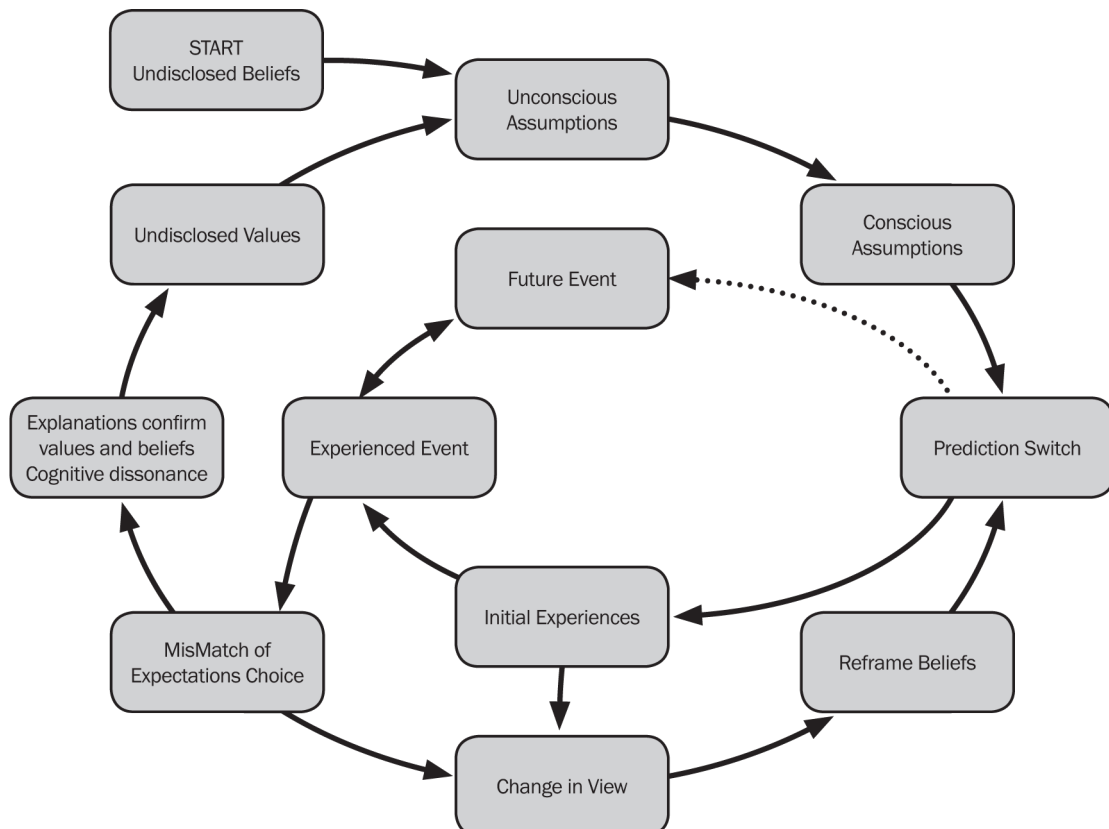 START
Undisclosed Beliefs
Unconscious
Assumptions
Undisclosed Values
Conscious
Assumptions
Future Event
Explanations confirm
values and beliefs
Cognitive dissonance
Experienced Event
Prediction Switch
Initial Experiences
MisMatch of
Expectations Choice
Reframe Beliefs
Change in View